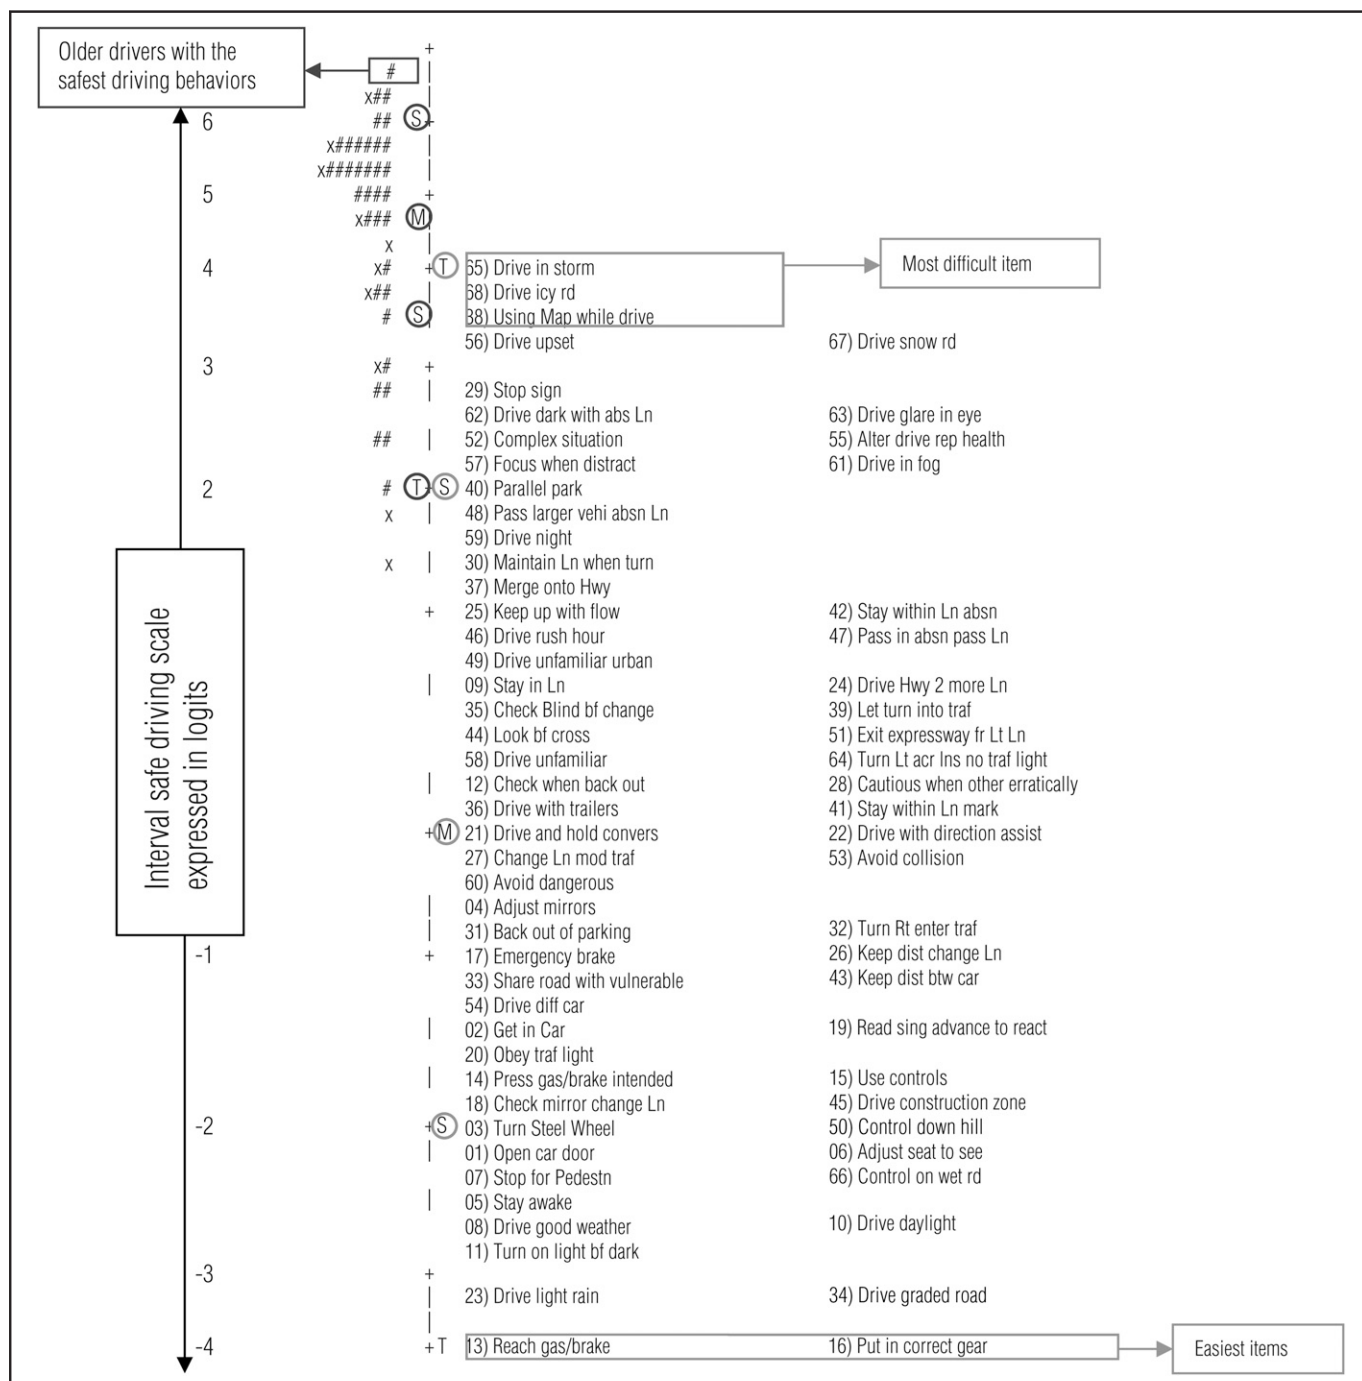 Older drivers with the
safest driving behaviors
+
#
|
x##
6 ## S +
x###### |
x####### |
5 #### +
x### M
x |
4 x# + T 65) Drive in storm Most difficult item
x## | 68) Drive icy rd
# S | 38) Using Map while drive
56) Drive upset 67) Drive snow rd
3 x# +
## | 29) Stop sign
62) Drive dark with abs Ln 63) Drive glare in eye
## | 52) Complex situation 55) Alter drive rep health
57) Focus when distract 61) Drive in fog
2 # T + S 40) Parallel park
x | 48) Pass larger vehi absn Ln
59) Drive night
x | 30) Maintain Ln when turn
37) Merge onto Hwy
+ 25) Keep up with flow 42) Stay within Ln absn
46) Drive rush hour 47) Pass in absn pass Ln
49) Drive unfamiliar urban
| 09) Stay in Ln 24) Drive Hwy 2 more Ln
35) Check Blind bf change 39) Let turn into traf
44) Look bf cross 51) Exit expressway fr Lt Ln
58) Drive unfamiliar 64) Turn Lt acr lns no traf light
| 12) Check when back out 28) Cautious when other erratically
36) Drive with trailers 41) Stay within Ln mark
+ M 21) Drive and hold convers 22) Drive with direction assist
27) Change Ln mod traf 53) Avoid collision
60) Avoid dangerous
| 04) Adjust mirrors
| 31) Back out of parking 32) Turn Rt enter traf
-1 + 17) Emergency brake 26) Keep dist change Ln
33) Share road with vulnerable 43) Keep dist btw car
54) Drive diff car
| 02) Get in Car 19) Read sing advance to react
20) Obey traf light
| 14) Press gas/brake intended 15) Use controls
18) Check mirror change Ln 45) Drive construction zone
-2 + S 03) Turn Steel Wheel 50) Control down hill
| 01) Open car door 06) Adjust seat to see
07) Stop for Pedestn 66) Control on wet rd
| 05) Stay awake
08) Drive good weather 10) Drive daylight
11) Turn on light bf dark
-3 +
| 23) Drive light rain 34) Drive graded road
|
-4 + T 13) Reach gas/brake 16) Put in correct gear Easiest items
Interval safe driving scale
expressed in logits